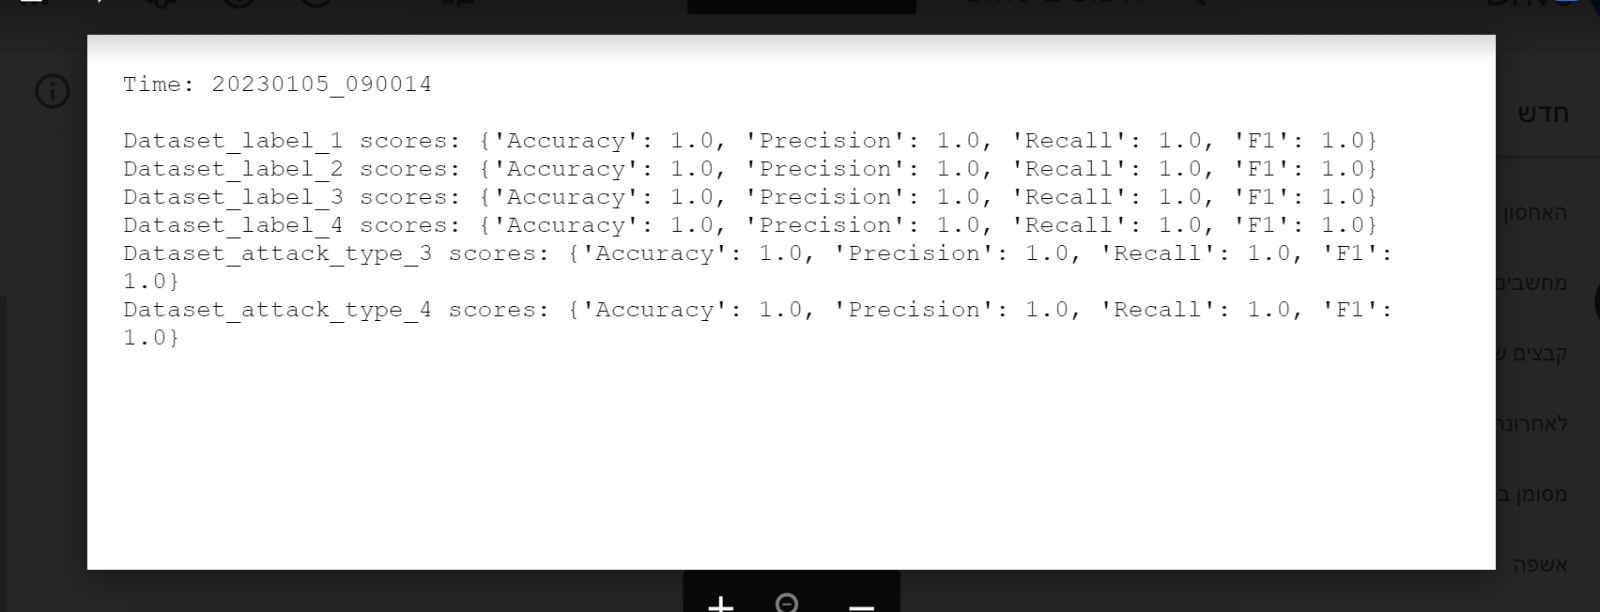 Time: 20230105_090014
Dataset_label_1 scores: {'Accuracy': 1.0, 'Precision': 1.0, 'Recall': 1.0, 'F1': 1.0}
Dataset_label_2 scores: {'Accuracy': 1.0, 'Precision': 1.0, 'Recall': 1.0, 'F1': 1.0}
Dataset_label_3 scores: {'Accuracy': 1.0, 'Precision': 1.0, 'Recall': 1.0, 'F1': 1.0}
Dataset_label_4 scores: {'Accuracy': 1.0, 'Precision': 1.0, 'Recall': 1.0, 'F1': 1.0}
Dataset_attack_type_3 scores: {'Accuracy': 1.0, 'Precision': 1.0, 'Recall': 1.0, 'F1':
1.0}
Dataset_attack_type_4 scores: {'Accuracy': 1.0, 'Precision': 1.0, 'Recall': 1.0, 'F1':
1.0}
חדש
האחסון
מחשבים
קבצים
מסומן
אשפה